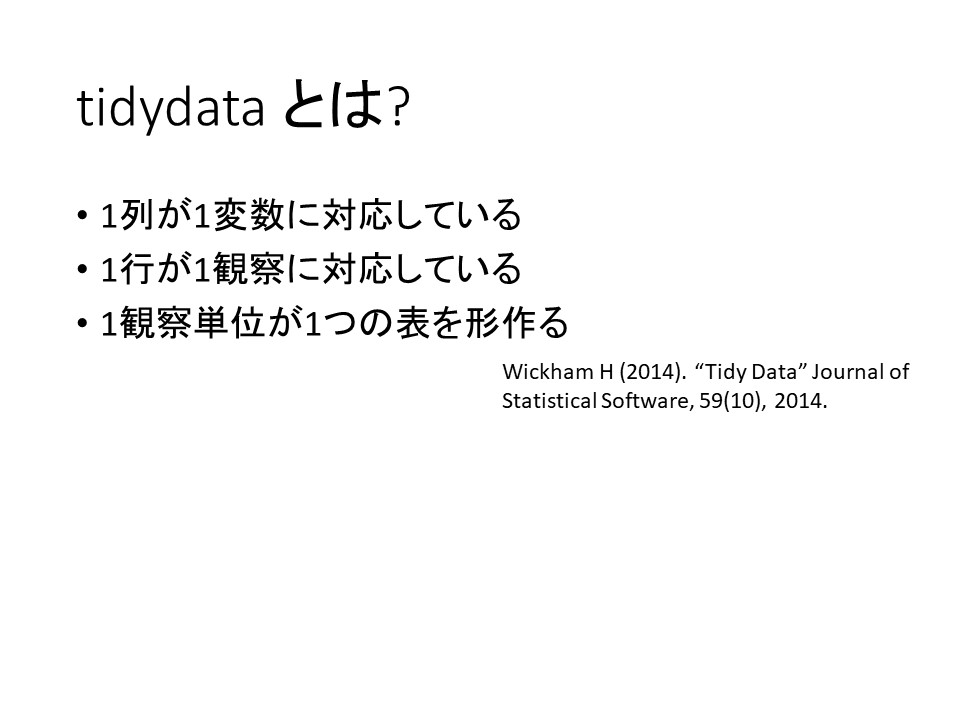 tidydata とは?
• 1列が1変数に対応している
• 1行が1観察に対応している
• 1観察単位が1つの表を形作る
Wickham H (2014). “Tidy Data” Journal of
Statistical Software, 59(10), 2014.